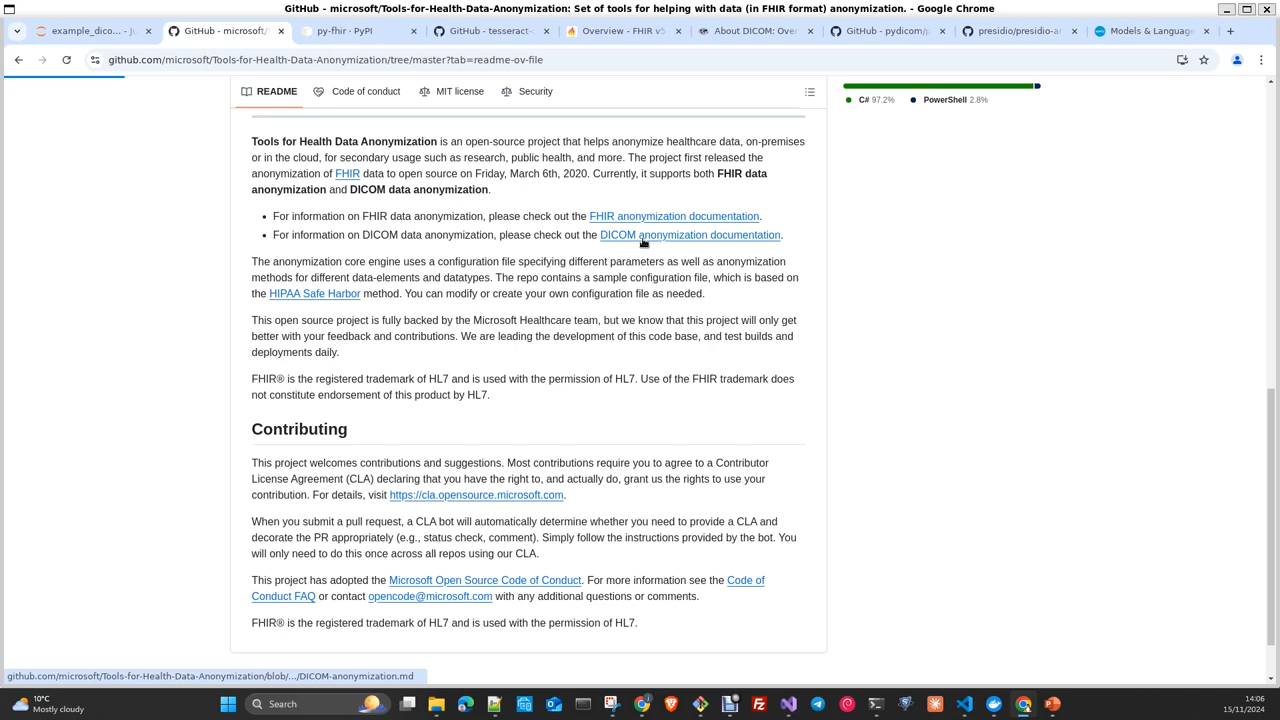 GitHub - microsoft/Tools-for-Health-Data-Anonymization: Set of tools for helping with data (in FHIR format) anonymization. - Google Chrome
example_dico... - Ju
GitHub - microsoft/
py-fhir · PyPI
GitHub - tesseract-
Overview - FHIR v5
About DICOM: Over
GitHub - pydicom/p
presidio/presidio-ar
Models & Language
github.com/microsoft/Tools-for-Health-Data-Anonymization/tree/master?tab=readme-ov-file
README
Code of conduct
MIT license
Security
C# 97.2%
PowerShell 2.8%
Tools for Health Data Anonymization is an open-source project that helps anonymize healthcare data, on-premises
or in the cloud, for secondary usage such as research, public health, and more. The project first released the
anonymization of FHIR data to open source on Friday, March 6th, 2020. Currently, it supports both FHIR data
anonymization and DICOM data anonymization.
• For information on FHIR data anonymization, please check out the FHIR anonymization documentation.
• For information on DICOM data anonymization, please check out the DICOM anonymization documentation.
The anonymization core engine uses a configuration file specifying different parameters as well as anonymization
methods for different data-elements and datatypes. The repo contains a sample configuration file, which is based on
the HIPAA Safe Harbor method. You can modify or create your own configuration file as needed.
This open source project is fully backed by the Microsoft Healthcare team, but we know that this project will only get
better with your feedback and contributions. We are leading the development of this code base, and test builds and
deployments daily.
FHIR® is the registered trademark of HL7 and is used with the permission of HL7. Use of the FHIR trademark does
not constitute endorsement of this product by HL7.
Contributing
This project welcomes contributions and suggestions. Most contributions require you to agree to a Contributor
License Agreement (CLA) declaring that you have the right to, and actually do, grant us the rights to use your
contribution. For details, visit https://cla.opensource.microsoft.com.
When you submit a pull request, a CLA bot will automatically determine whether you need to provide a CLA and
decorate the PR appropriately (e.g., status check, comment). Simply follow the instructions provided by the bot. You
will only need to do this once across all repos using our CLA.
This project has adopted the Microsoft Open Source Code of Conduct. For more information see the Code of
Conduct FAQ or contact opencode@microsoft.com with any additional questions or comments.
FHIR® is the registered trademark of HL7 and is used with the permission of HL7.
github.com/microsoft/Tools-for-Health-Data-Anonymization/blob/.../DICOM-anonymization.md
10°C
Mostly cloudy
Search
14:06
15/11/2024